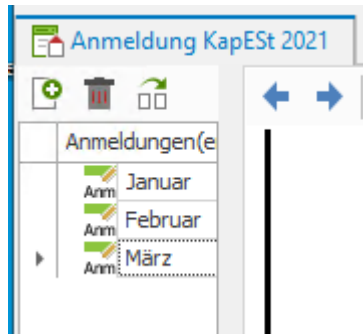 Anmeldung KapESt 2021
Anmeldungen(e
Anm Januar
Anm Februar
Anm März